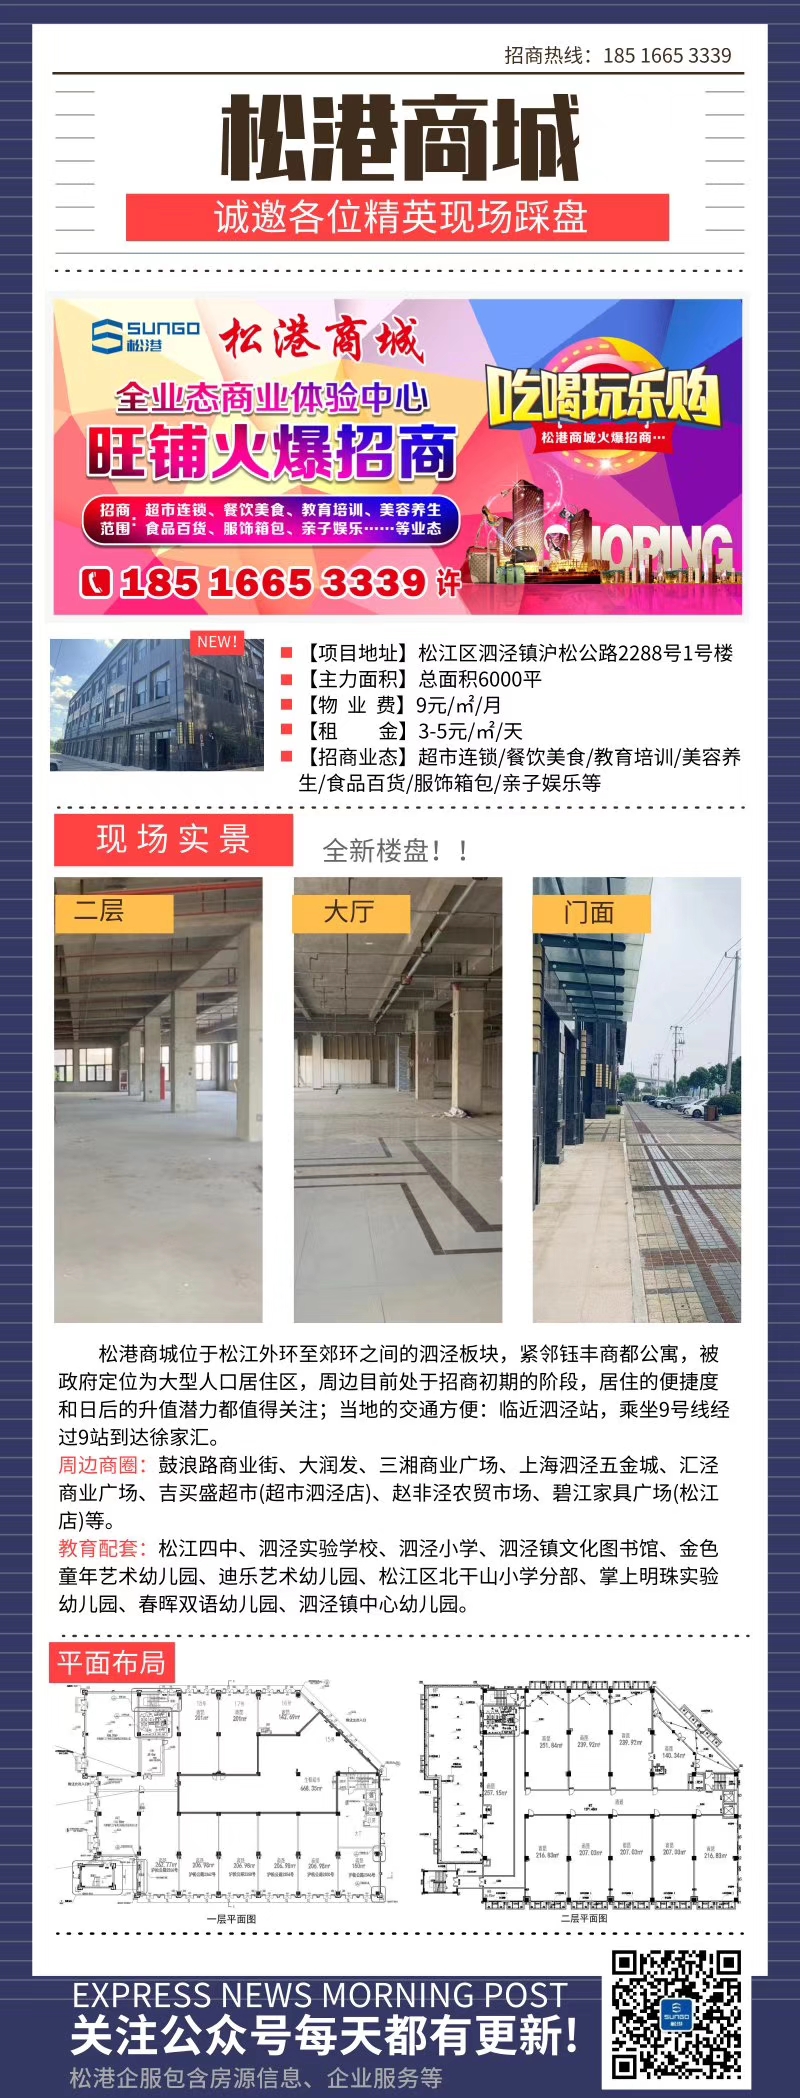 招商热线：185 1665 3339
松港商城
诚邀各位精英现场踩盘
SUNGO
松港
松港商城
全业态商业体验中心
旺铺火爆招商
招商范围：超市连锁、餐饮美食、教育培训、美容养生
食品百货、服饰箱包、亲子娱乐……等业态
185 1665 3339 许
吃喝玩乐购
松港商城火爆招商…
HOPING
NEW!
【项目地址】松江区泗泾镇沪松公路2288号1号楼
【主力面积】总面积6000平
【物 业 费】9元/㎡/月
【租 金】3-5元/㎡/天
【招商业态】超市连锁/餐饮美食/教育培训/美容养
生/食品百货/服饰箱包/亲子娱乐等
现场实景
全新楼盘！！
二层
大厅
门面
松港商城位于松江外环至郊环之间的泗泾板块，紧邻钰丰商都公寓，被
政府定位为大型人口居住区，周边目前处于招商初期的阶段，居住的便捷度
和日后的升值潜力都值得关注；当地的交通方便：临近泗泾站，乘坐9号线经
过9站到达徐家汇。
周边商圈：鼓浪路商业街、大润发、三湘商业广场、上海泗泾五金城、汇泾
商业广场、吉买盛超市(超市泗泾店)、赵非泾农贸市场、碧江家具广场(松江
店)等。
教育配套：松江四中、泗泾实验学校、泗泾小学、泗泾镇文化图书馆、金色
童年艺术幼儿园、迪乐艺术幼儿园、松江区北干山小学分部、掌上明珠实验
幼儿园、春晖双语幼儿园、泗泾镇中心幼儿园。
平面布局
一层平面图
二层平面图
EXPRESS NEWS MORNING POST
关注公众号每天都有更新!
松港企服包含房源信息、企业服务等
SUNGO
松港